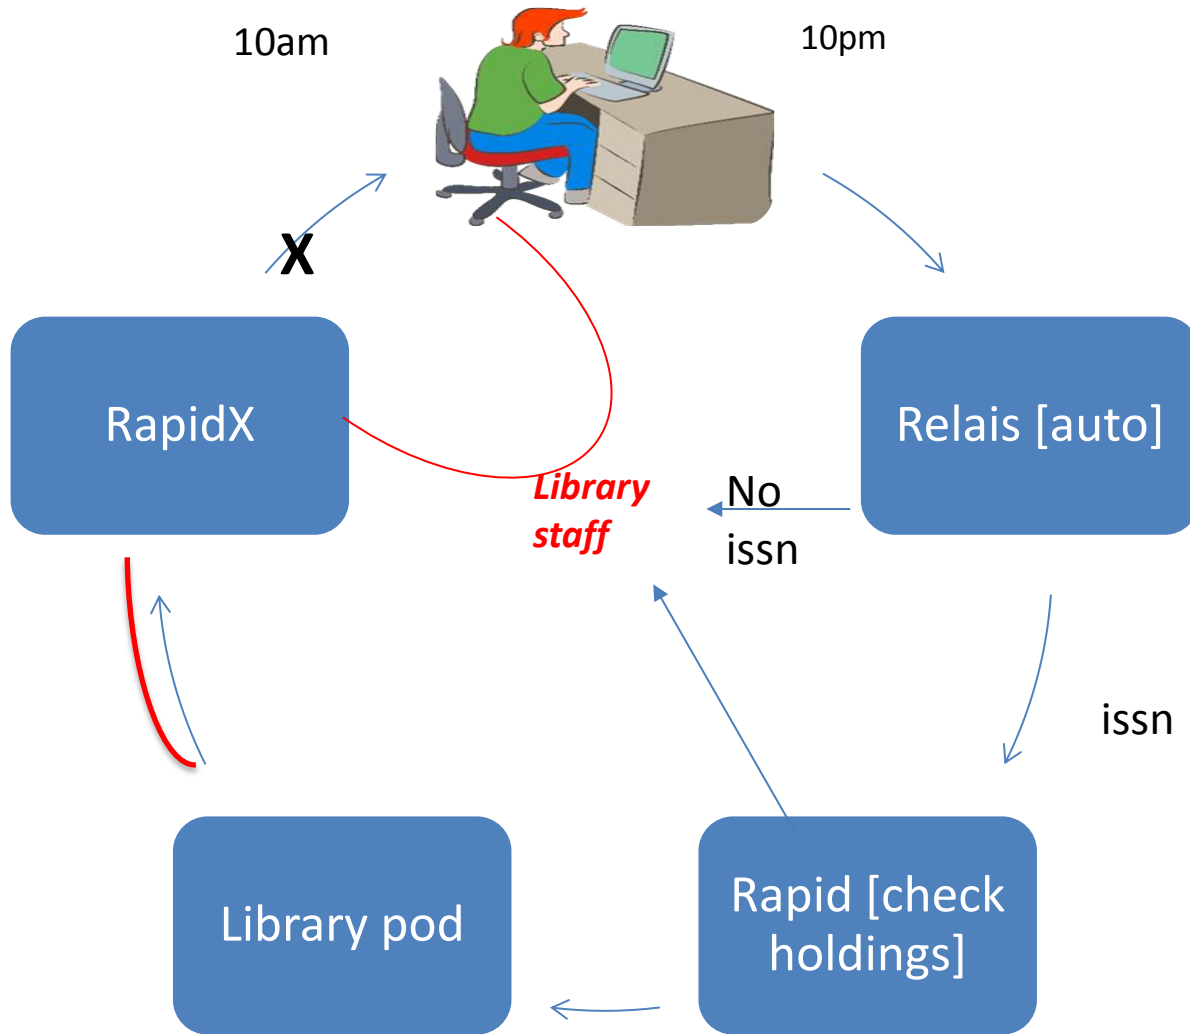 10am
10pm
X
RapidX
Relais [auto]
Library
staff
No
issn
issn
Library pod
Rapid [check
holdings]